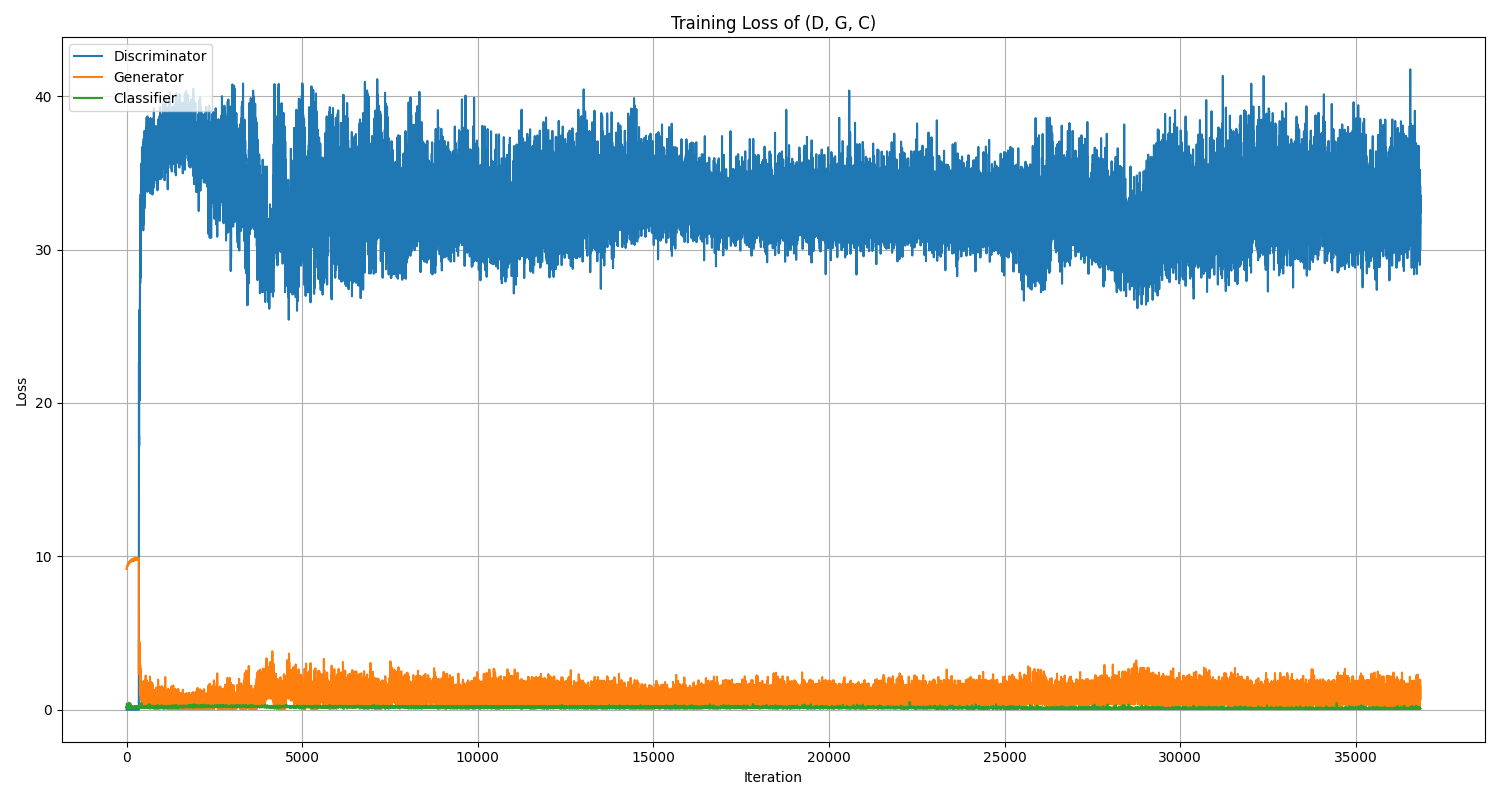 Training Loss of (D, G, C)
Discriminator
Generator
Classifier
40
30
20
10
0
Loss
0 5000 10000 15000 20000 25000 30000 35000
Iteration